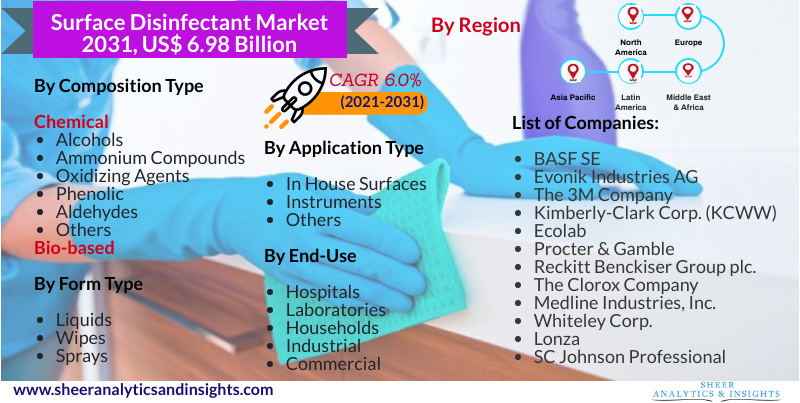 Surface Disinfectant Market
2031, US$ 6.98 Billion
By Composition Type
Chemical
• Alcohols
• Ammonium Compounds
• Oxidizing Agents
• Phenolic
• Aldehydes
• Others
Bio-based
By Form Type
• Liquids
• Wipes
• Sprays
CAGR 6.0%
(2021-2031)
By Application Type
• In House Surfaces
• Instruments
• Others
By End-Use
• Hospitals
• Laboratories
• Households
• Industrial
• Commercial
By Region
North
America
Europe
Asia Pacific
Latin
America
Middle East
& Africa
List of Companies:
• BASF SE
• Evonik Industries AG
• The 3M Company
• Kimberly-Clark Corp. (KCWW)
• Ecolab
• Procter & Gamble
• Reckitt Benckiser Group plc.
• The Clorox Company
• Medline Industries, Inc.
• Whiteley Corp.
• Lonza
• SC Johnson Professional
www.sheeranalyticsandinsights.com
SHEER
ANALYTICS & INSIGHTS